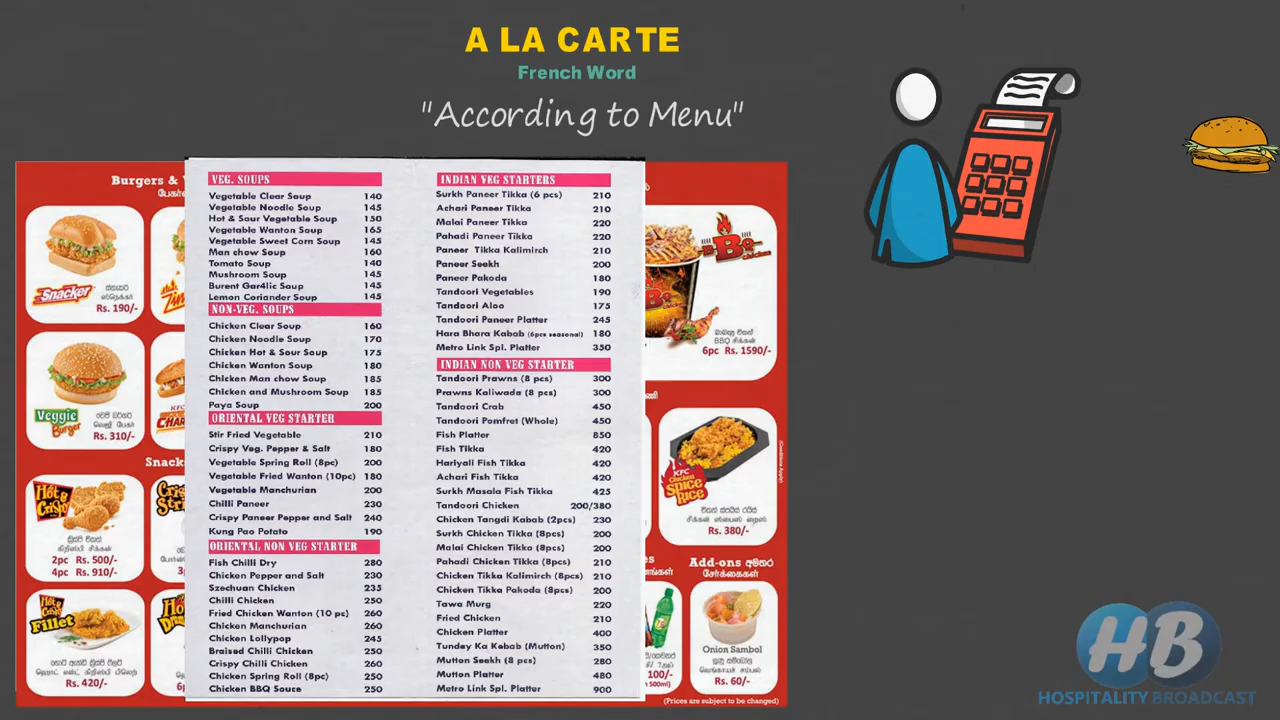 A LA CARTE
French Word
"According to Menu"
Burgers &
Snacker
Rs. 190/-
Veggie
Burger
Rs. 310/-
Snac
Hot &
Crispy
2pc Rs. 500/-
4pc Rs. 910/-
Hot &
Crispy
Fillet
Rs. 420/-
VEG. SOUPS
Vegetable Clear Soup 140
Vegetable Noodle Soup 145
Hot & Sour Vegetable Soup 150
Vegetable Wanton Soup 165
Vegetable Sweet Corn Soup 145
Man chow Soup 160
Tomato Soup 140
Mushroom Soup 145
Burent Gar4lic Saup 145
Lemon Coriander Soup 145
NON-VEG. SOUPS
Chicken Clear Soup 160
Chicken Noodle Soup 170
Chicken Hot & Sour Soup 175
Chicken Wanton Soup 180
Chicken Man chow Soup 185
Chicken and Mushroom Soup 185
Paya Soup 200
ORIENTAL VEG STARTER
Stir Fried Vegetable 210
Crispy Veg. Pepper & Salt 180
Vegetable Spring Roll (8pc) 200
Vegetable Fried Wanton (10pc) 180
Vegetable Manchurian 200
Chilli Paneer 230
Crispy Paneer Pepper and Salt 240
Kung Pao Potato 190
ORIENTAL NON VEG STARTER
Fish Chilli Dry 280
Chicken Pepper and Salt 230
Szechuan Chicken 235
Chilli Chicken 250
Fried Chicken Wanton (10 pc) 260
Chicken Manchurian 260
Chicken Lollypop 245
Braised Chilli Chicken 250
Crispy Chilli Chicken 260
Chicken Spring Roll (8pc) 250
Chicken BBQ Sauce 250
INDIAN VEG STARTERS
Surkh Paneer Tikka (6 pcs) 210
Achari Paneer Tikka 210
Malai Paneer Tikka 220
Pahadi Paneer Tikka 220
Paneer Tikka Kalimirch 210
Paneer Seekh 200
Paneer Pakoda 180
Tandoori Vegetables 190
Tandoori Aloo 175
Tandoori Paneer Platter 245
Hara Bhara Kabab (6pcs seasonal) 180
Metro Link Spl. Platter 350
INDIAN NON VEG STARTER
Tandoori Prawns (8 pcs) 300
Prawns Kaliwada (8 pcs) 300
Tandoori Crab 450
Tandoori Pomfret (Whole) 450
Fish Platter 850
Fish Tikka 420
Hariyali Fish Tikka 420
Achari Fish Tikka 420
Surkh Masala Fish Tikka 425
Tandoori Chicken 200/380
Chicken Tangdi Kabab (2pcs) 230
Surkh Chicken Tikka (8pcs) 200
Malai Chicken Tikka (8pcs) 200
Pahadi Chicken Tikka (8pcs) 210
Chicken Tikka Kalimirch (8pcs) 210
Chicken Tikka Pakoda (8pcs) 200
Tawa Murg 220
Fried Chicken 210
Chicken Platter 400
Tundey Ka Kebab (Mutton) 350
Mutton Seekh (8 pcs) 280
Mutton Platter 480
Metro Link Spl. Platter 900
6pc Rs. 1590/-
KFC
Chicken
Spice
Rice
Rs. 380/-
Add-ons අමතර
சேர்க்கைகள்
100/-
Onion Sambol
Rs. 60/-
(Prices are subject to be changed)
HB
HOSPITALITY BROADCAST